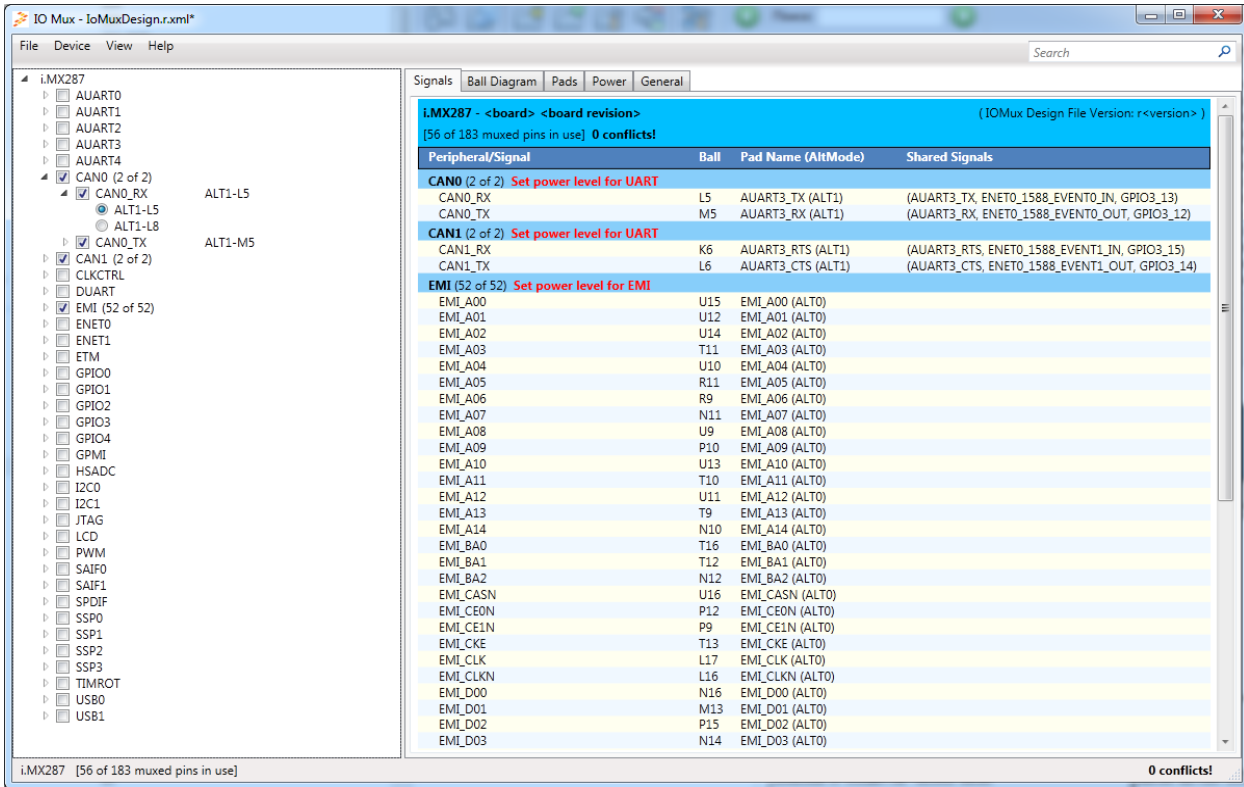 IO Mux - IoMuxDesign.r.xml*
File Device View Help
Search
i.MX287
AUART0
AUART1
AUART2
AUART3
AUART4
CAN0 (2 of 2)
CAN0_RX ALT1-L5
ALT1-L5
ALT1-L8
CAN0_TX ALT1-M5
CAN1 (2 of 2)
CLKCTRL
DUART
EMI (52 of 52)
ENET0
ENET1
ETM
GPIO0
GPIO1
GPIO2
GPIO3
GPIO4
GPMI
HSADC
I2C0
I2C1
JTAG
LCD
PWM
SAIF0
SAIF1
SPDIF
SSP0
SSP1
SSP2
SSP3
TIMROT
USB0
USB1
Signals Ball Diagram Pads Power General
i.MX287 - <board> <board revision> ( IOMux Design File Version: r<version> )
[56 of 183 muxed pins in use] 0 conflicts!
Peripheral/Signal Ball Pad Name (AltMode) Shared Signals
CAN0 (2 of 2) Set power level for UART
CAN0_RX L5 AUART3_TX (ALT1) (AUART3_TX, ENET0_1588_EVENT0_IN, GPIO3_13)
CAN0_TX M5 AUART3_RX (ALT1) (AUART3_RX, ENET0_1588_EVENT0_OUT, GPIO3_12)
CAN1 (2 of 2) Set power level for UART
CAN1_RX K6 AUART3_RTS (ALT1) (AUART3_RTS, ENET0_1588_EVENT1_IN, GPIO3_15)
CAN1_TX L6 AUART3_CTS (ALT1) (AUART3_CTS, ENET0_1588_EVENT1_OUT, GPIO3_14)
EMI (52 of 52) Set power level for EMI
EMI_A00 U15 EMI_A00 (ALT0)
EMI_A01 U12 EMI_A01 (ALT0)
EMI_A02 U14 EMI_A02 (ALT0)
EMI_A03 T11 EMI_A03 (ALT0)
EMI_A04 U10 EMI_A04 (ALT0)
EMI_A05 R11 EMI_A05 (ALT0)
EMI_A06 R9 EMI_A06 (ALT0)
EMI_A07 N11 EMI_A07 (ALT0)
EMI_A08 U9 EMI_A08 (ALT0)
EMI_A09 P10 EMI_A09 (ALT0)
EMI_A10 U13 EMI_A10 (ALT0)
EMI_A11 T10 EMI_A11 (ALT0)
EMI_A12 U11 EMI_A12 (ALT0)
EMI_A13 T9 EMI_A13 (ALT0)
EMI_A14 N10 EMI_A14 (ALT0)
EMI_BA0 T16 EMI_BA0 (ALT0)
EMI_BA1 T12 EMI_BA1 (ALT0)
EMI_BA2 N12 EMI_BA2 (ALT0)
EMI_CASN U16 EMI_CASN (ALT0)
EMI_CE0N P12 EMI_CE0N (ALT0)
EMI_CE1N P9 EMI_CE1N (ALT0)
EMI_CKE T13 EMI_CKE (ALT0)
EMI_CLK L17 EMI_CLK (ALT0)
EMI_CLKN L16 EMI_CLKN (ALT0)
EMI_D00 N16 EMI_D00 (ALT0)
EMI_D01 M13 EMI_D01 (ALT0)
EMI_D02 P15 EMI_D02 (ALT0)
EMI_D03 N14 EMI_D03 (ALT0)
i.MX287 [56 of 183 muxed pins in use] 0 conflicts!